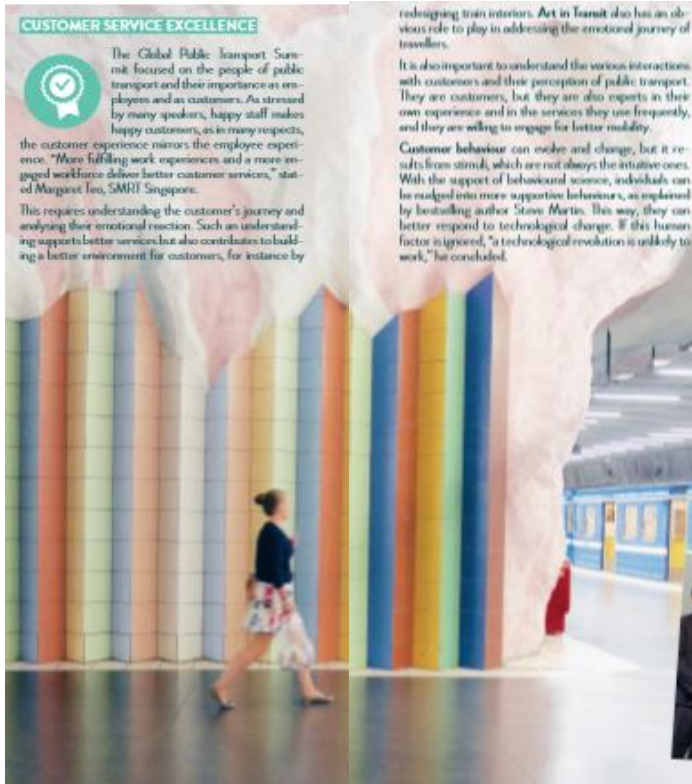 CUSTOMER SERVICE EXCELLENCE
The Global Public Transport Sum-
mit focused on the people of public
transport and their importance as em-
ployees and as customers. As stressed
by many speakers, happy staff makes
happy customers, as in many respects,
the customer experience mirrors the employee experi-
ence. "More fulfilling work experiences and a more en-
gaged workforce deliver better customer services," stat-
ed Margaret Teo, SMRT Singapore.
This requires understanding the customer's journey and
analysing their emotional reaction. Such an understand-
ing supports better services but also contributes to build-
ing a better environment for customers, for instance by
redesigning train interiors. Art in Transit also has an ob-
vious role to play in addressing the emotional journey of
travellers.
It is also important to understand the various interactions
with customers and their perception of public transport.
They are customers, but they are also experts in their
own experience and in the services they use frequently,
and they are willing to engage for better mobility.
Customer behaviour can evolve and change, but it re-
sults from stimuli, which are not always the intuitive ones.
With the support of behavioural science, individuals can
be nudged into more supportive behaviours, as explained
by bestselling author Steve Martin. This way, they can
better respond to technological change. If this human
factor is ignored, "a technological revolution is unlikely to
work," he concluded.